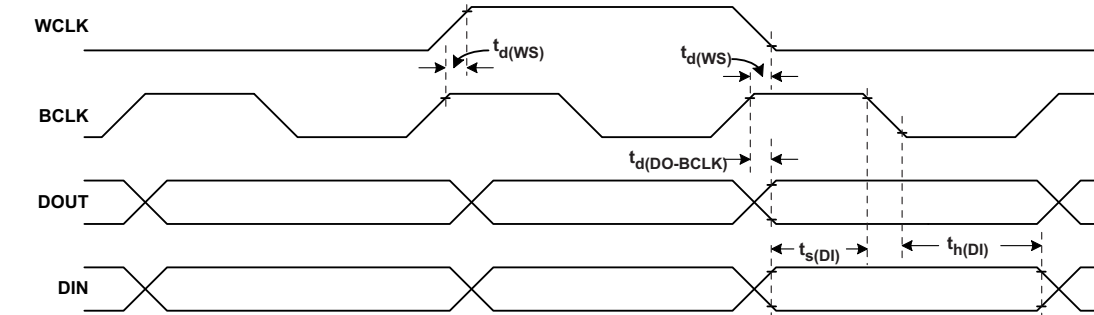 WCLK
td(WS)
td(WS)
BCLK
td(DO-BCLK)
DOUT
ts(DI)
th(DI)
DIN